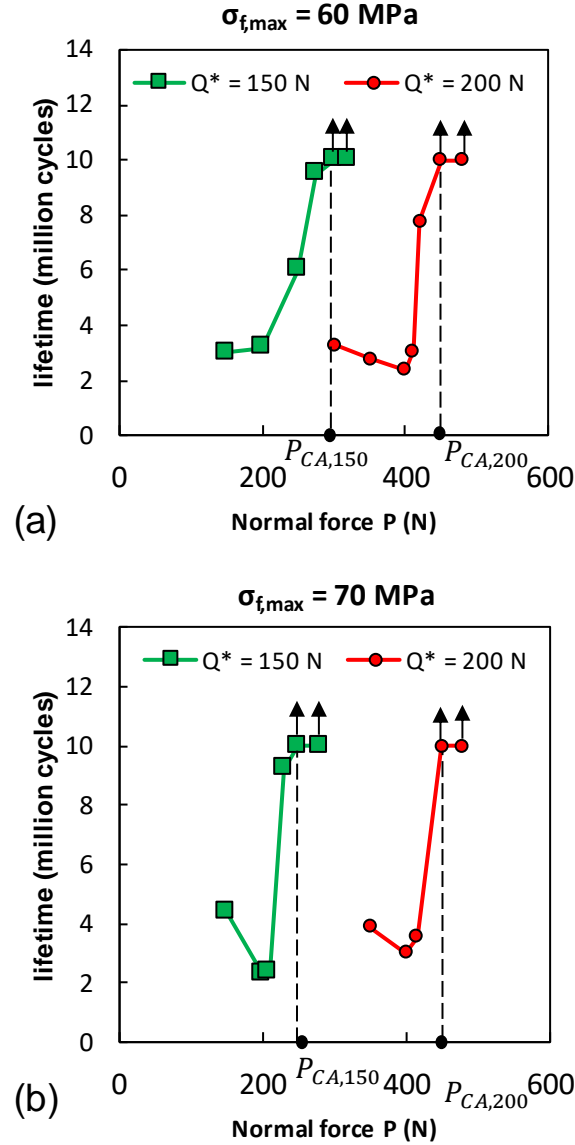 σf,max = 60 MPa
14
Q* = 150 N Q* = 200 N
12
10
8
6
4
2
0
lifetime (million cycles)
PCA,150 PCA,200
0 200 400 600
Normal force P (N)
(a)
σf,max = 70 MPa
14
Q* = 150 N Q* = 200 N
12
10
8
6
4
2
0
lifetime (million cycles)
PCA,150 PCA,200
0 200 400 600
Normal force P (N)
(b)